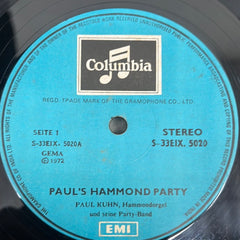 Columbia
REGD. TRADE MARK OF THE GRAMOPHONE CO., LTD.
SEITE 1
STEREO
S-33EIX. 5020A
S-33EIX. 5020
GEMA
℗ 1972
PAUL'S HAMMOND PARTY
PAUL KUHN, Hammondorgel
und seine Party-Band
EMI